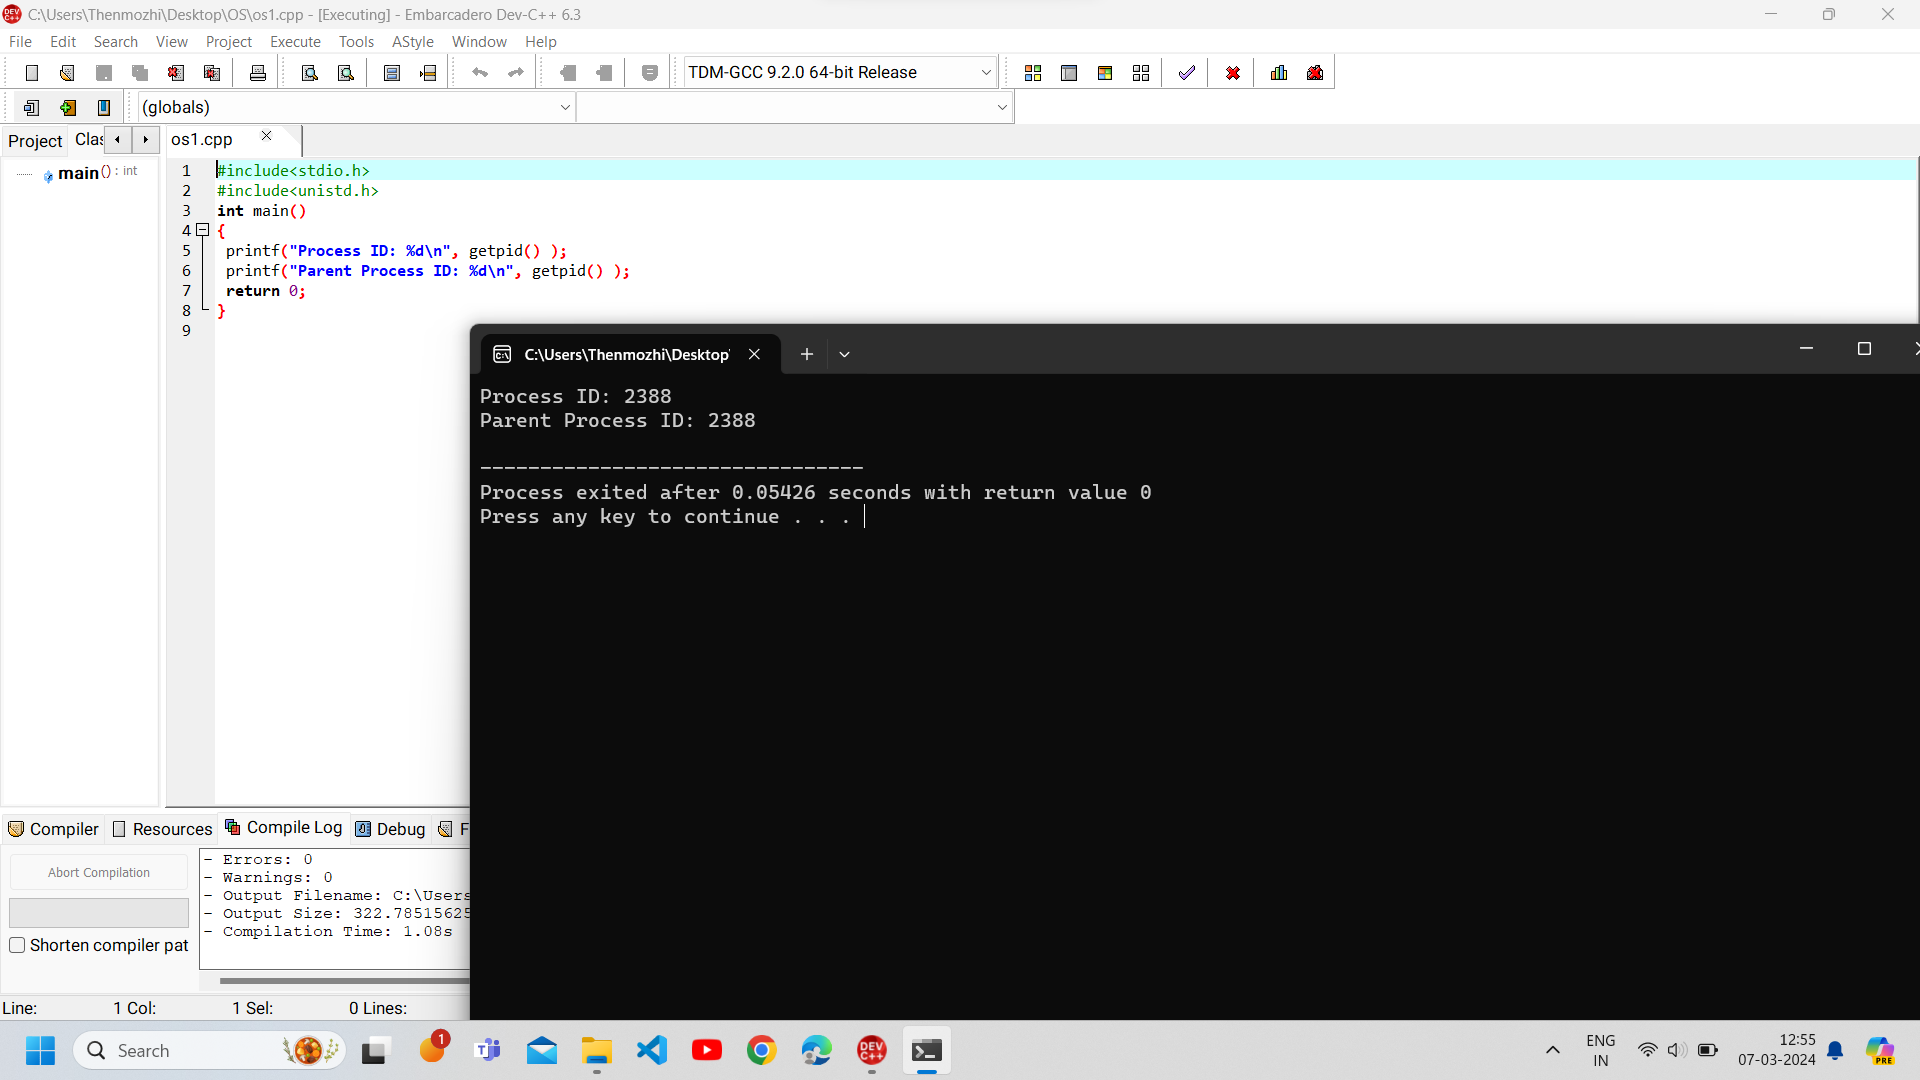 C:\Users\Thenmozhi\Desktop\OS\os1.cpp - [Executing] - Embarcadero Dev-C++ 6.3
File Edit Search View Project Execute Tools AStyle Window Help
TDM-GCC 9.2.0 64-bit Release
(globals)
Project Clas os1.cpp
main () : int
1 #include<stdio.h>
2 #include<unistd.h>
3 int main()
4 {
5 printf("Process ID: %d\n", getpid() );
6 printf("Parent Process ID: %d\n", getpid() );
7 return 0;
8 }
9
C:\Users\Thenmozhi\Desktop\
Process ID: 2388
Parent Process ID: 2388
--------------------------------
Process exited after 0.05426 seconds with return value 0
Press any key to continue . . .
Compiler Resources Compile Log Debug F
Abort Compilation
Shorten compiler pat
- Errors: 0
- Warnings: 0
- Output Filename: C:\Users
- Output Size: 322.78515625
- Compilation Time: 1.08s
Line: 1 Col: 1 Sel: 0 Lines:
Search
1
DEV C++
ENG
IN
12:55
07-03-2024
PRE